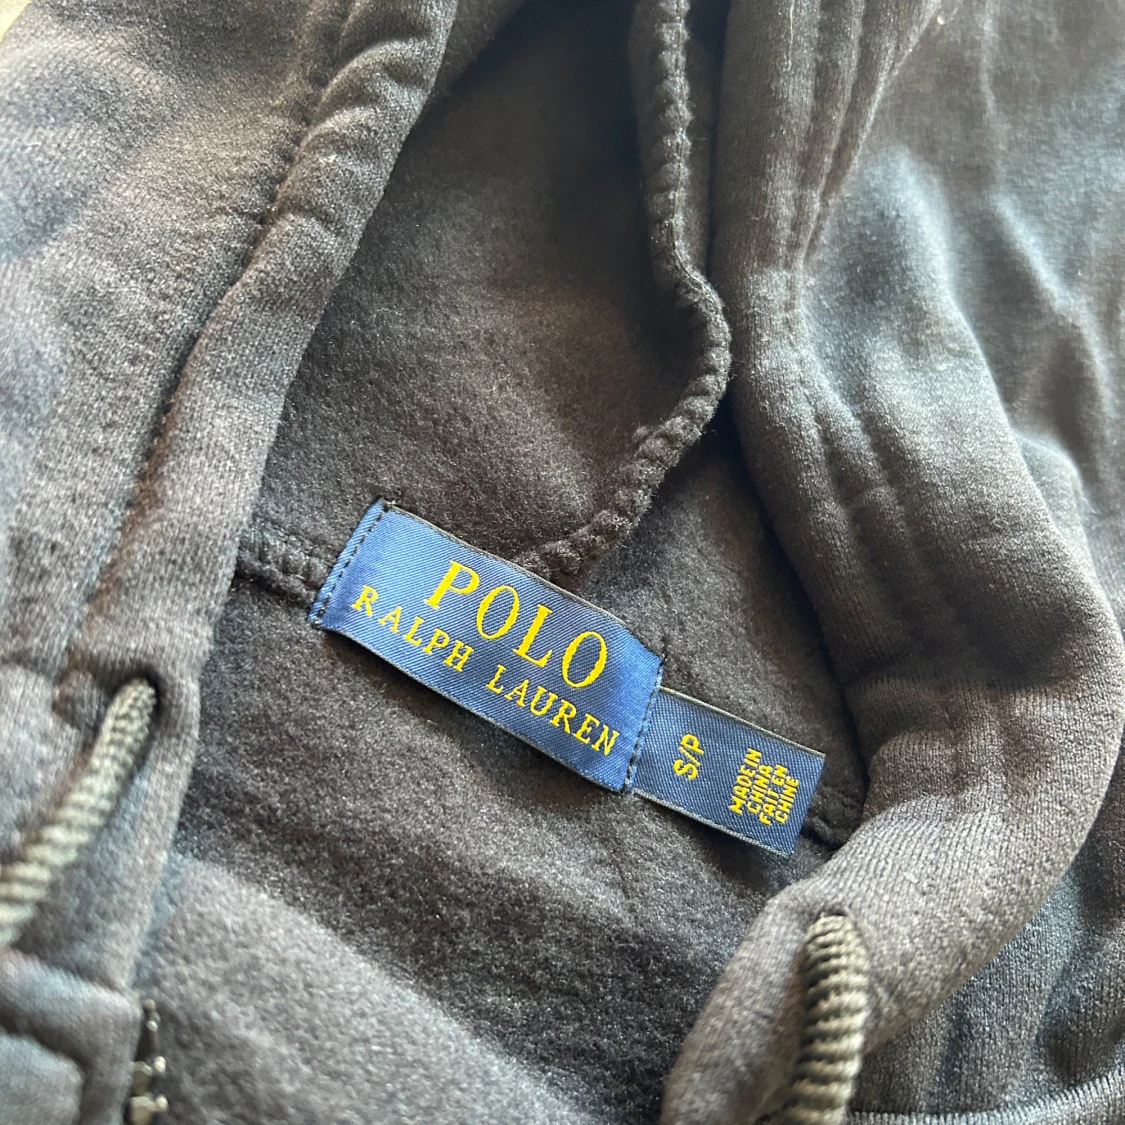 POLO
RALPH LAUREN
S/P
MADE IN
CHINA
FAIT EN
CHINE